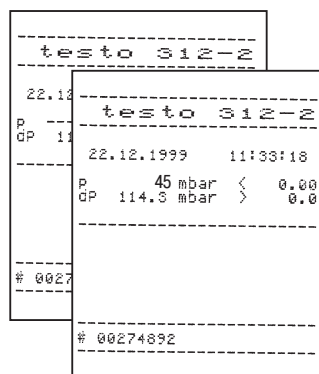 testo 312-2
22.12
P
dP 11
# 0027
testo 312-2
22.12.1999 11:33:18
P 45 mbar < 0.00
dP 114.3 mbar > 0.0
# 00274892